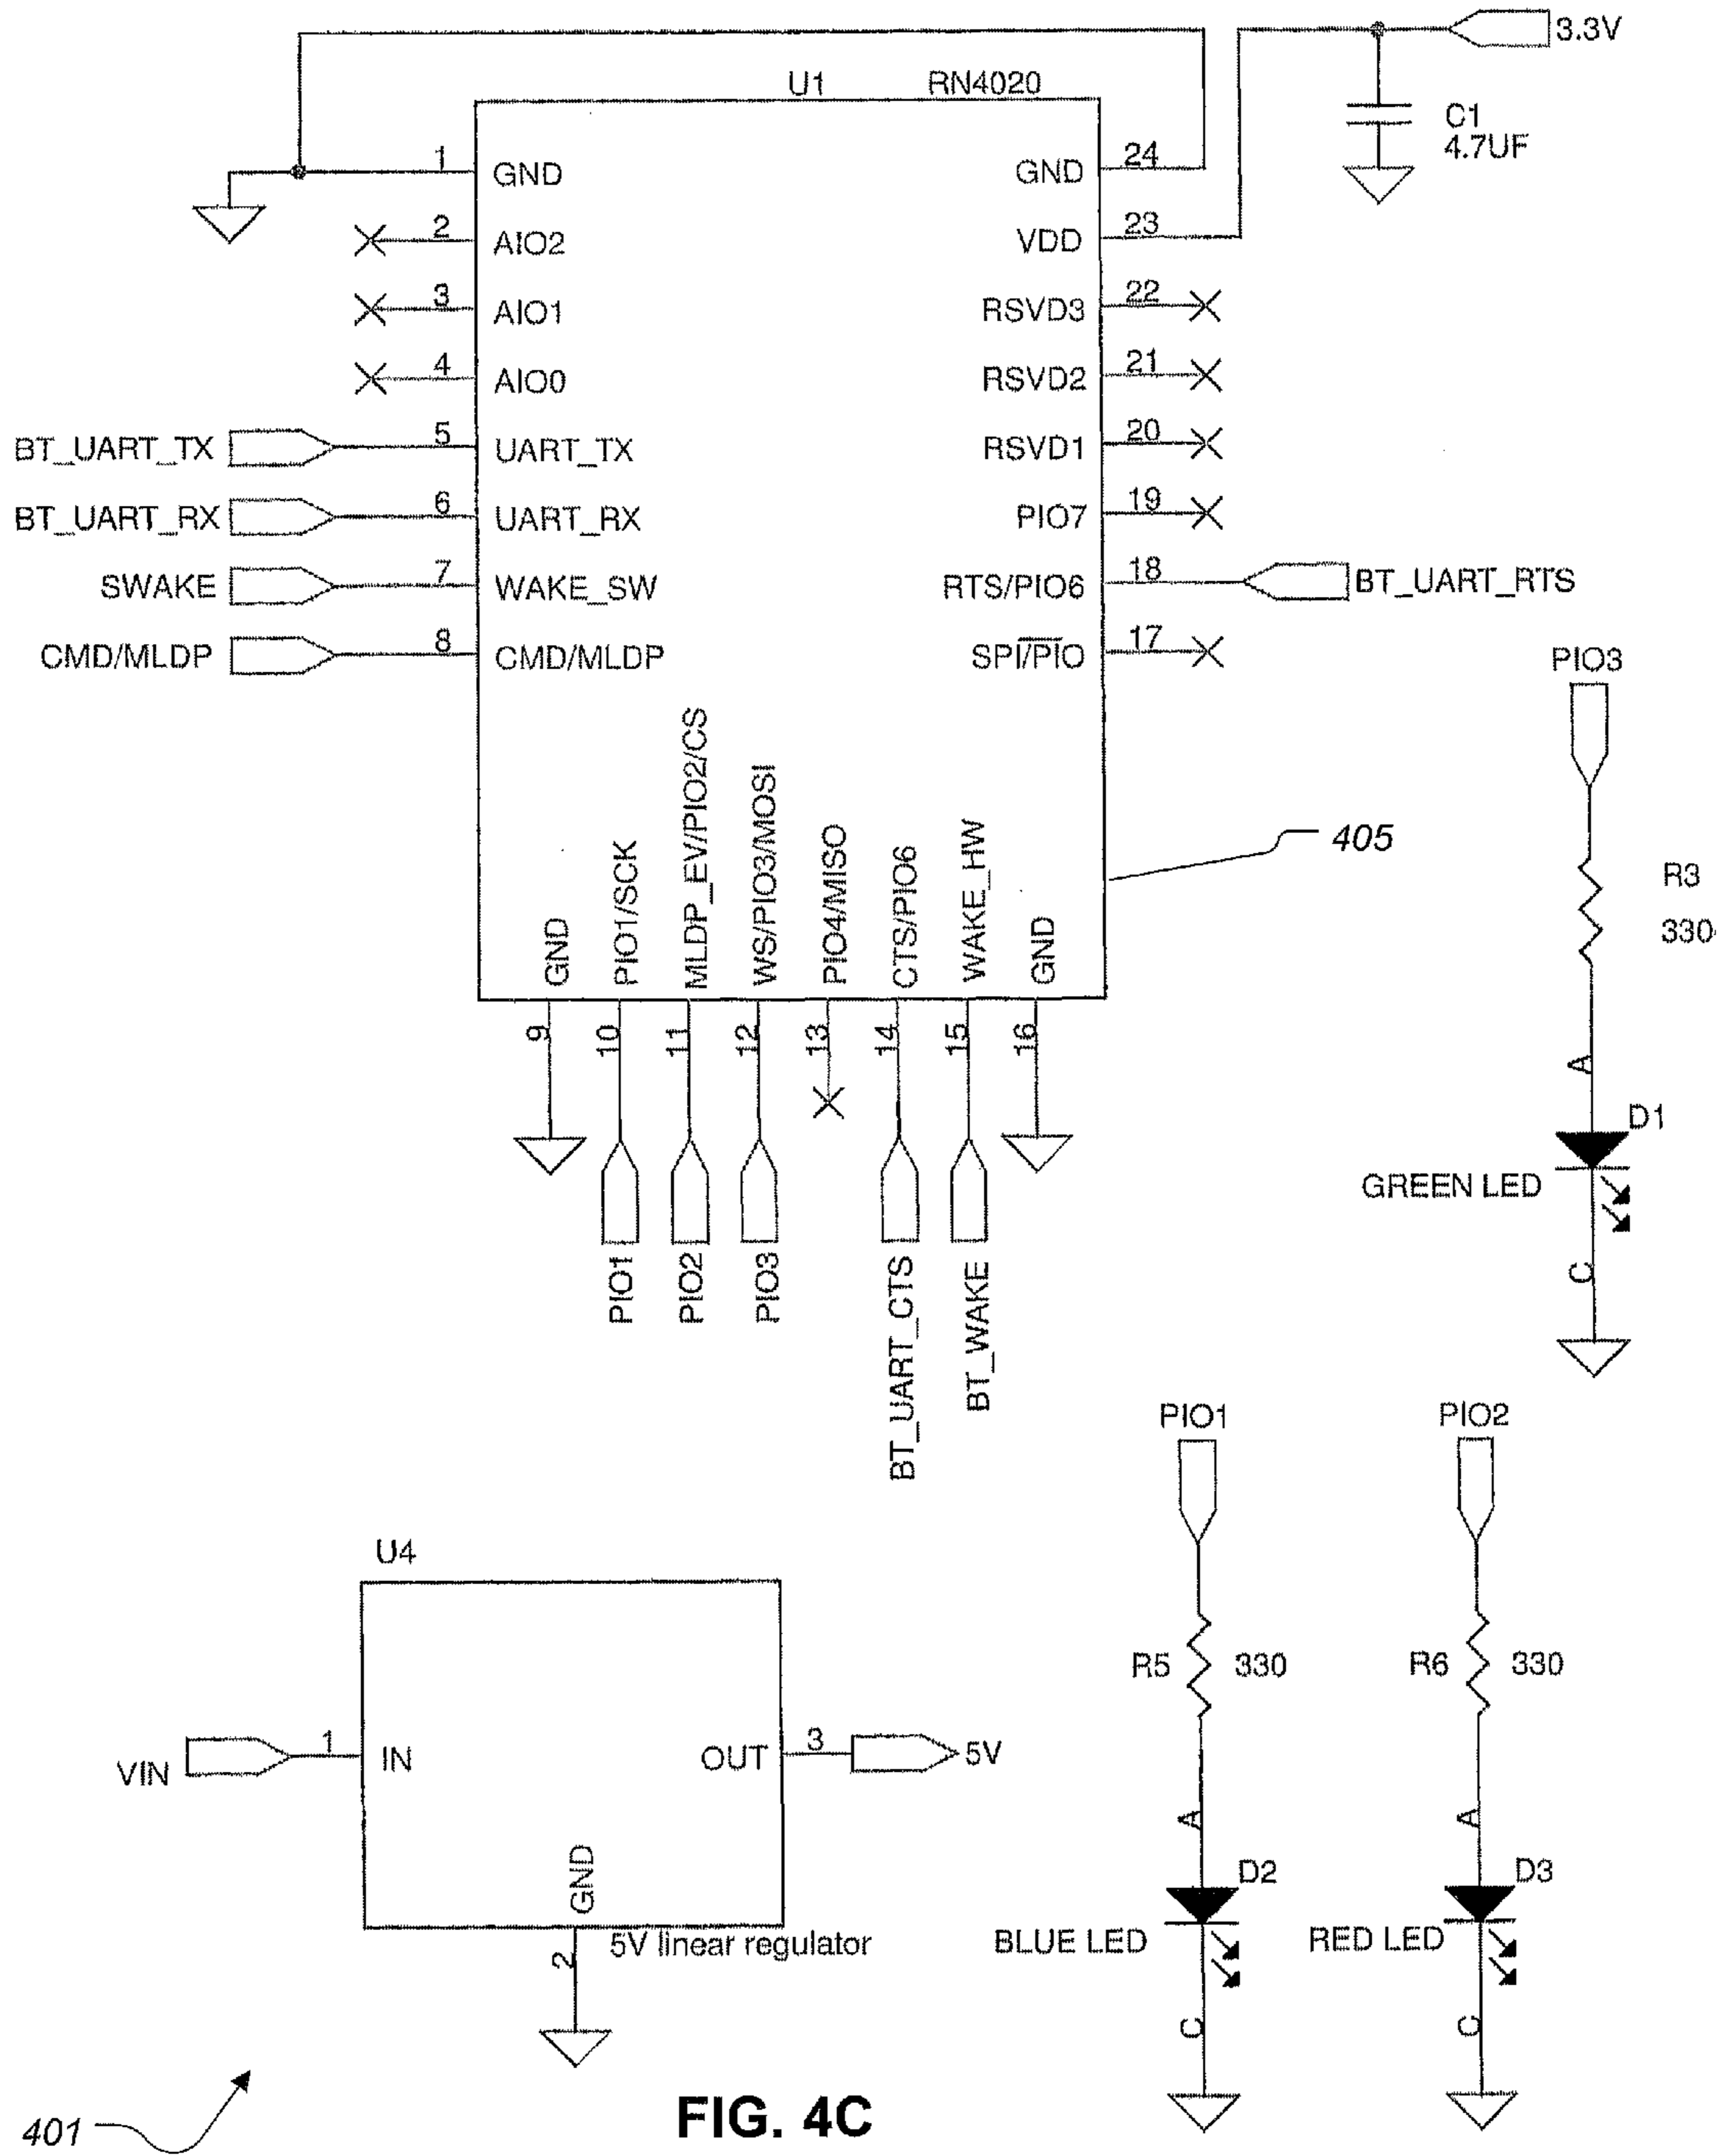 3.3V
U1 RN4020
C1
4.7UF
1 GND
GND 24
2 AIO2
VDD 23
3 AIO1
RSVD3 22
4 AIO0
RSVD2 21
BT_UART_TX 5 UART_TX
RSVD1 20
BT_UART_RX 6 UART_RX
PIO7 19
SWAKE 7 WAKE_SW
RTS/PIO6 18 BT_UART_RTS
CMD/MLDP 8 CMD/MLDP
SPI/PIO 17
GND
PIO1/SCK
MLDP_EV/PIO2/CS
WS/PIO3/MOSI
PIO4/MISO
CTS/PIO6
WAKE_HW
GND
405
9 10 11 12 13 14 15 16
PIO1
PIO2
PIO3
BT_UART_CTS
BT_WAKE
PIO3
R3
330
A
D1
GREEN LED
C
PIO1
R5 330
A
D2
BLUE LED
C
PIO2
R6 330
A
D3
RED LED
C
U4
VIN 1 IN
OUT 3 5V
GND
2
5V linear regulator
401
FIG. 4C